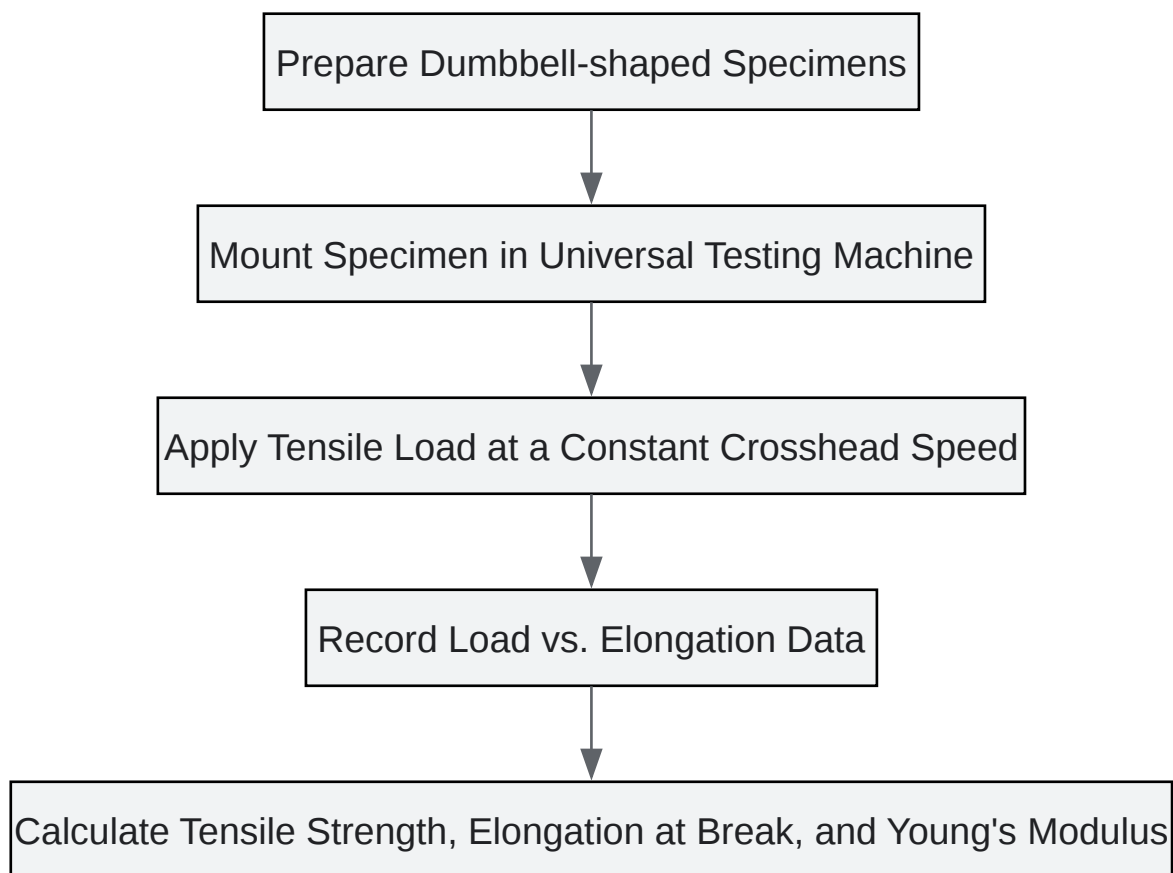 Prepare Dumbbell-shaped Specimens
Mount Specimen in Universal Testing Machine
Apply Tensile Load at a Constant Crosshead Speed
Record Load vs. Elongation Data
Calculate Tensile Strength, Elongation at Break, and Young's Modulus